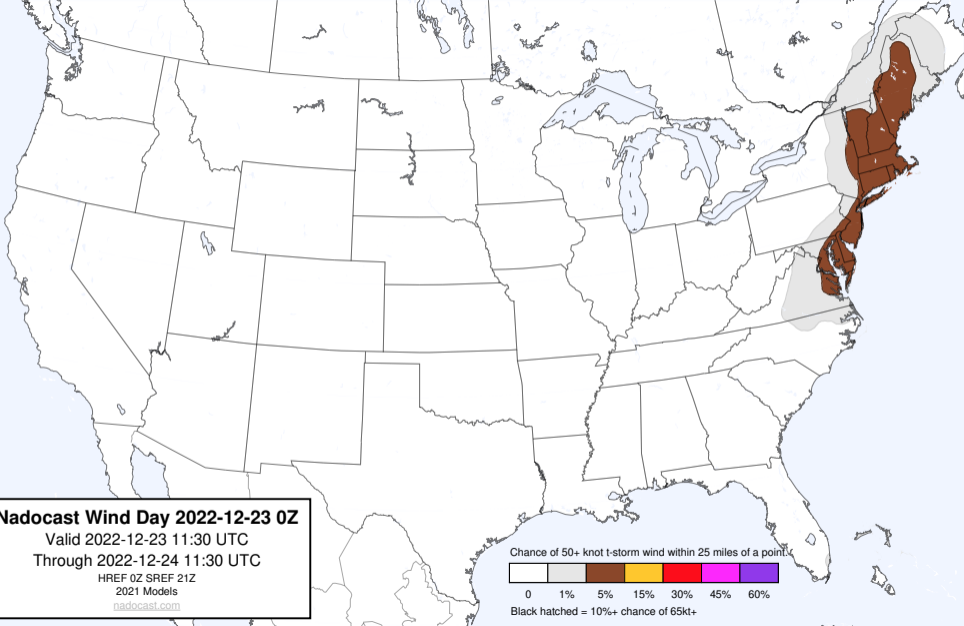 Nadocast Wind Day 2022-12-23 0Z
Valid 2022-12-23 11:30 UTC
Through 2022-12-24 11:30 UTC
HREF 0Z SREF 21Z
2021 Models
nadocast.com
Chance of 50+ knot t-storm wind within 25 miles of a point.
0 1% 5% 15% 30% 45% 60%
Black hatched = 10%+ chance of 65kt+